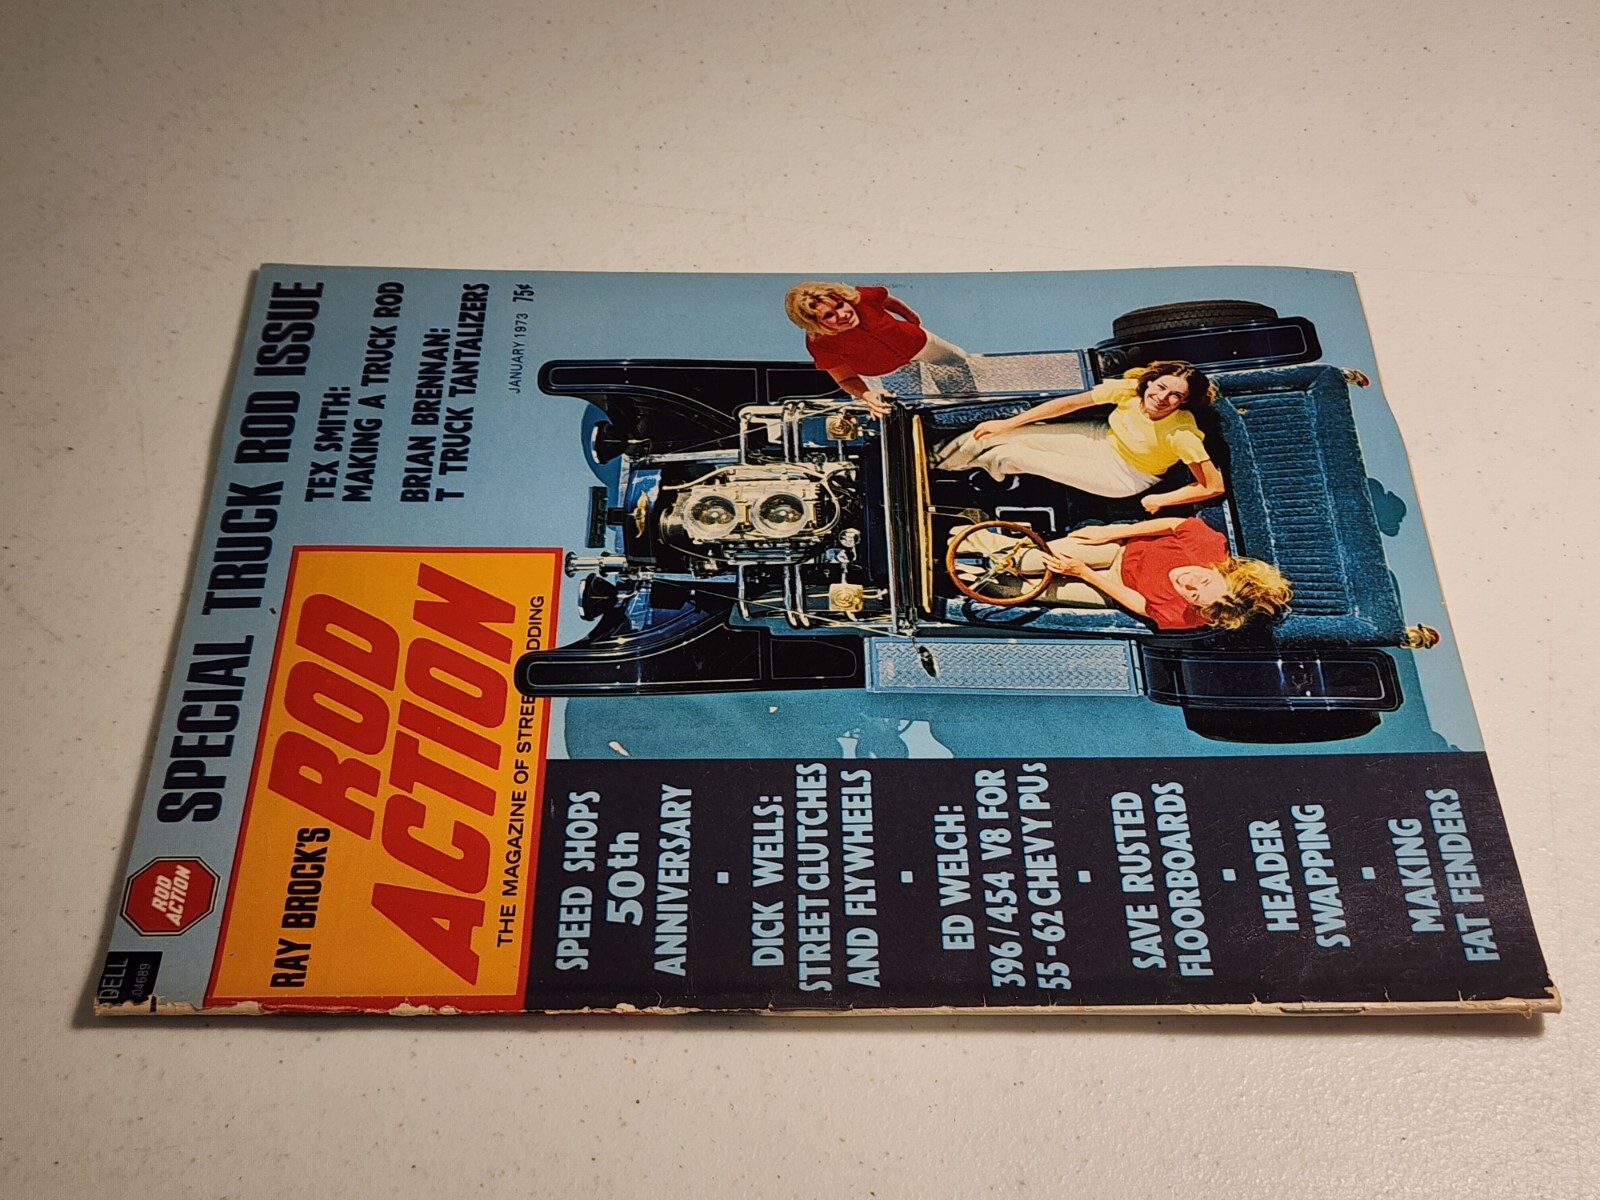 DELL
04689
ROD
ACTION
SPECIAL TRUCK ROD ISSUE
RAY BROCK'S
ROD
ACTION
THE MAGAZINE OF STREE DDING
TEX SMITH:
MAKING A TRUCK ROD
BRIAN BRENNAN:
T TRUCK TANTALIZERS
JANUARY 1973 75¢
SPEED SHOPS
50th
ANNIVERSARY
DICK WELLS:
STREET CLUTCHES
AND FLYWHEELS
ED WELCH:
396/454 V8 FOR
55-62 CHEVY PUs
SAVE RUSTED
FLOORBOARDS
HEADER
SWAPPING
MAKING
FAT FENDERS